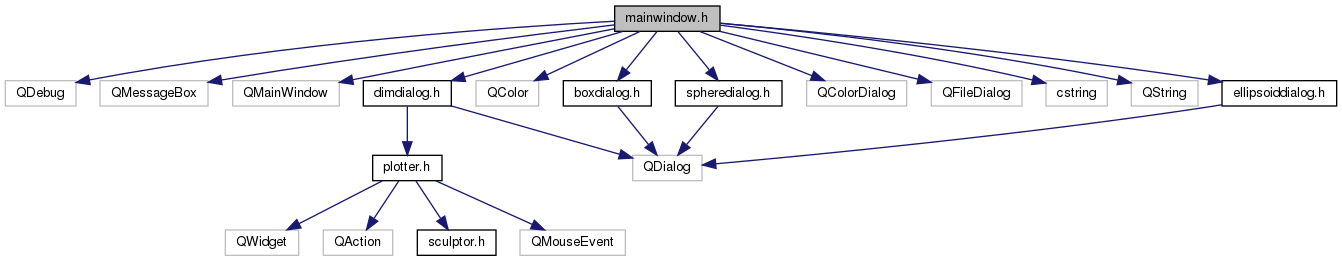 mainwindow.h
QDebug
QMessageBox
QMainWindow
dimdialog.h
QColor
boxdialog.h
spheredialog.h
QColorDialog
QFileDialog
cstring
QString
ellipsoiddialog.h
plotter.h
QDialog
QWidget
QAction
sculptor.h
QMouseEvent